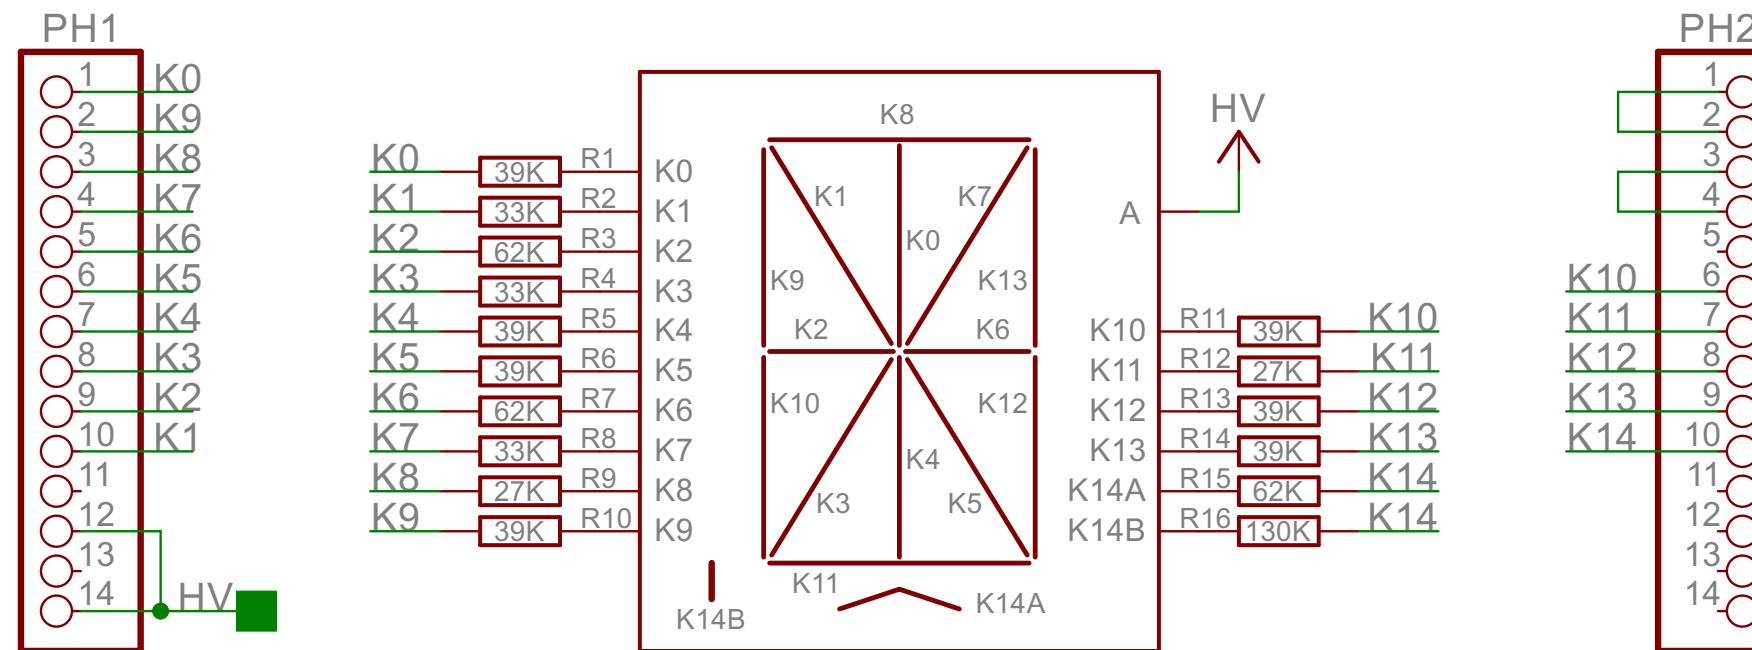 PH1
1 K0
2 K9
3 K8
4 K7
5 K6
6 K5
7 K4
8 K3
9 K2
10 K1
11
12
13
14 HV
K0 39K R1 K0
K1 33K R2 K1
K2 62K R3 K2
K3 33K R4 K3
K4 39K R5 K4
K5 39K R6 K5
K6 62K R7 K6
K7 33K R8 K7
K8 27K R9 K8
K9 39K R10 K9
K8
K1 K7
K0
K9 K13
K2 K6
K10 K12
K4
K3 K5
K11
K14B K14A
HV
A
K10 R11 39K K10
K11 R12 27K K11
K12 R13 39K K12
K13 R14 39K K13
K14A R15 62K K14
K14B R16 130K K14
PH2
1
2
3
4
5
K10 6
K11 7
K12 8
K13 9
K14 10
11
12
13
14